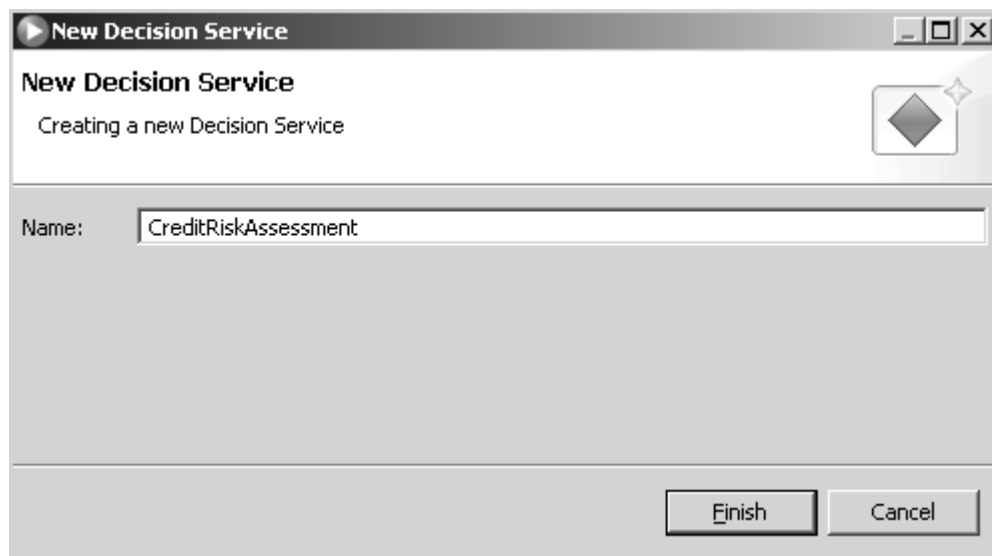 New Decision Service
New Decision Service
Creating a new Decision Service
Name: CreditRiskAssessment
Finish Cancel